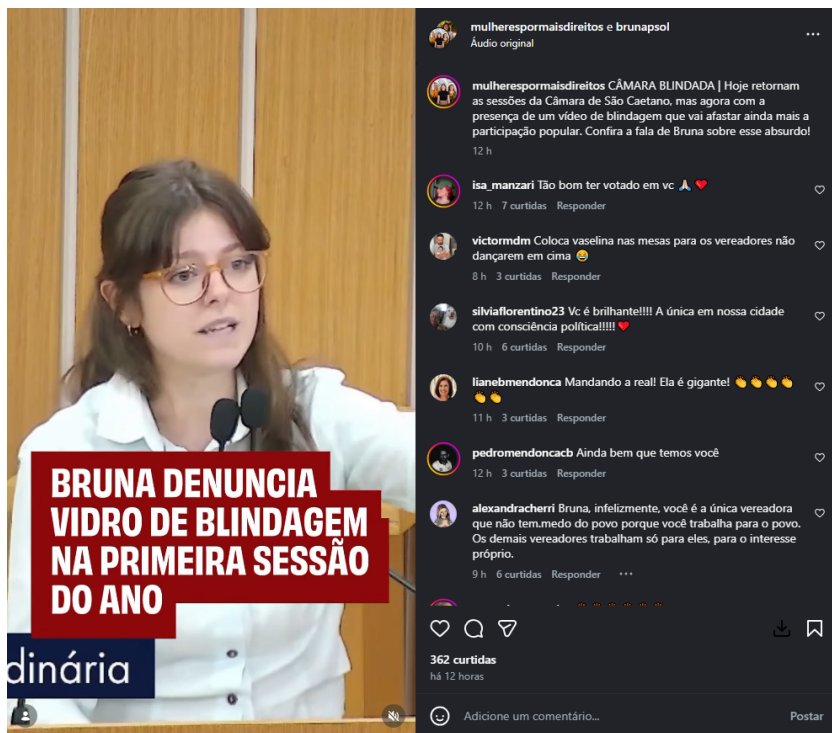 BRUNA DENUNCIA
VIDRO DE BLINDAGEM
NA PRIMEIRA SESSÃO
DO ANO
dinária
mulherespormaisdireitos e brunapsol
Áudio original
mulherespormaisdireitos CÂMARA BLINDADA | Hoje retornam
as sessões da Câmara de São Caetano, mas agora com a
presença de um vídeo de blindagem que vai afastar ainda mais a
participação popular. Confira a fala de Bruna sobre esse absurdo!
12 h
isa_manzari Tão bom ter votado em vc 🙏🏻 ❤️
12 h 7 curtidas Responder
victormdm Coloca vaselina nas mesas para os vereadores não
dançarem em cima 😂
8 h 3 curtidas Responder
silviaflorentino23 Vc é brilhante!!!! A única em nossa cidade
com consciência política!!!!!❤️
10 h 6 curtidas Responder
lianebmendonca Mandando a real! Ela é gigante! 👏👏👏👏
👏👏
11 h 3 curtidas Responder
pedromendoncacb Ainda bem que temos você
12 h 3 curtidas Responder
alexandracherri Bruna, infelizmente, você é a única vereadora
que não tem.medo do povo porque você trabalha para o povo.
Os demais vereadores trabalham só para eles, para o interesse
próprio.
9 h 6 curtidas Responder
362 curtidas
há 12 horas
Adicione um comentário... Postar